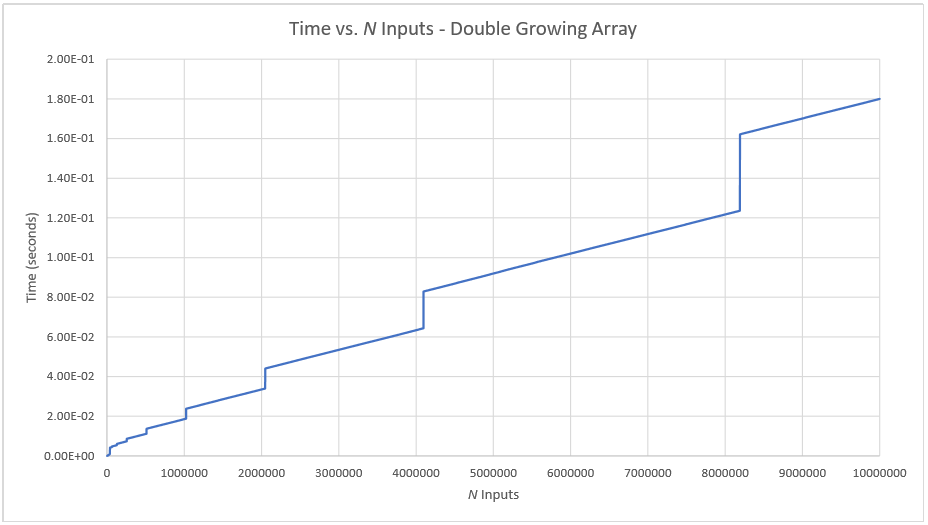 Time vs. N Inputs - Double Growing Array
2.00E-01
1.80E-01
1.60E-01
1.40E-01
1.20E-01
1.00E-01
8.00E-02
6.00E-02
4.00E-02
2.00E-02
0.00E+00
Time (seconds)
0 1000000 2000000 3000000 4000000 5000000 6000000 7000000 8000000 9000000 10000000
N Inputs